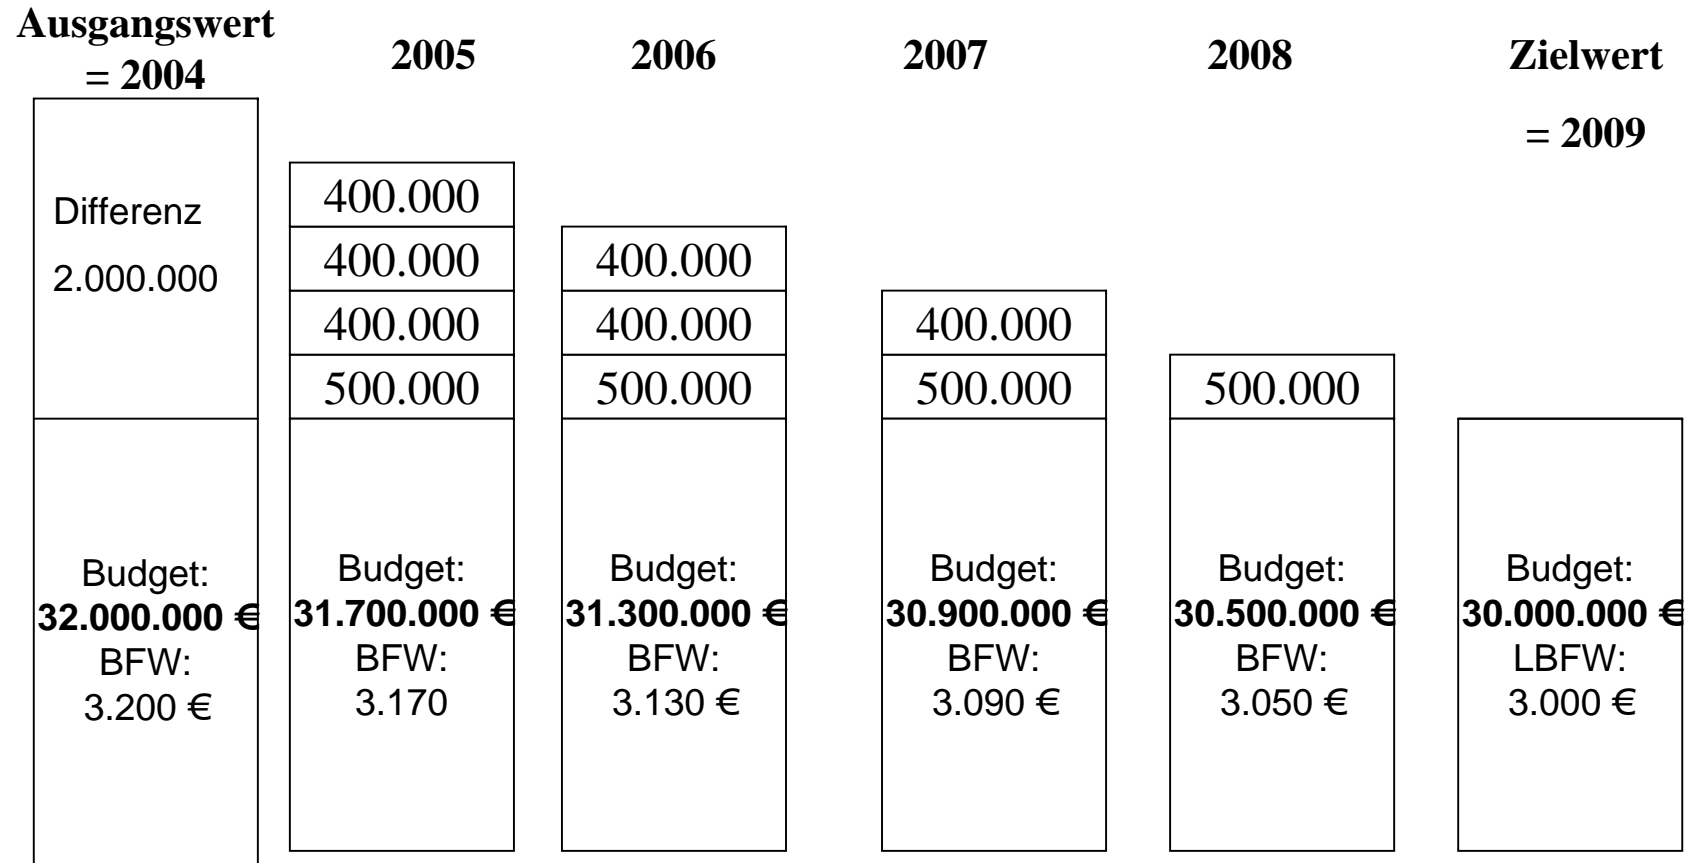 Ausgangswert
= 2004
2005
2006
2007
2008
Zielwert
= 2009
Differenz
2.000.000
400.000
400.000
400.000
500.000
400.000
400.000
500.000
400.000
500.000
500.000
Budget:
32.000.000 €
BFW:
3.200 €
Budget:
31.700.000 €
BFW:
3.170
Budget:
31.300.000 €
BFW:
3.130 €
Budget:
30.900.000 €
BFW:
3.090 €
Budget:
30.500.000 €
BFW:
3.050 €
Budget:
30.000.000 €
LBFW:
3.000 €